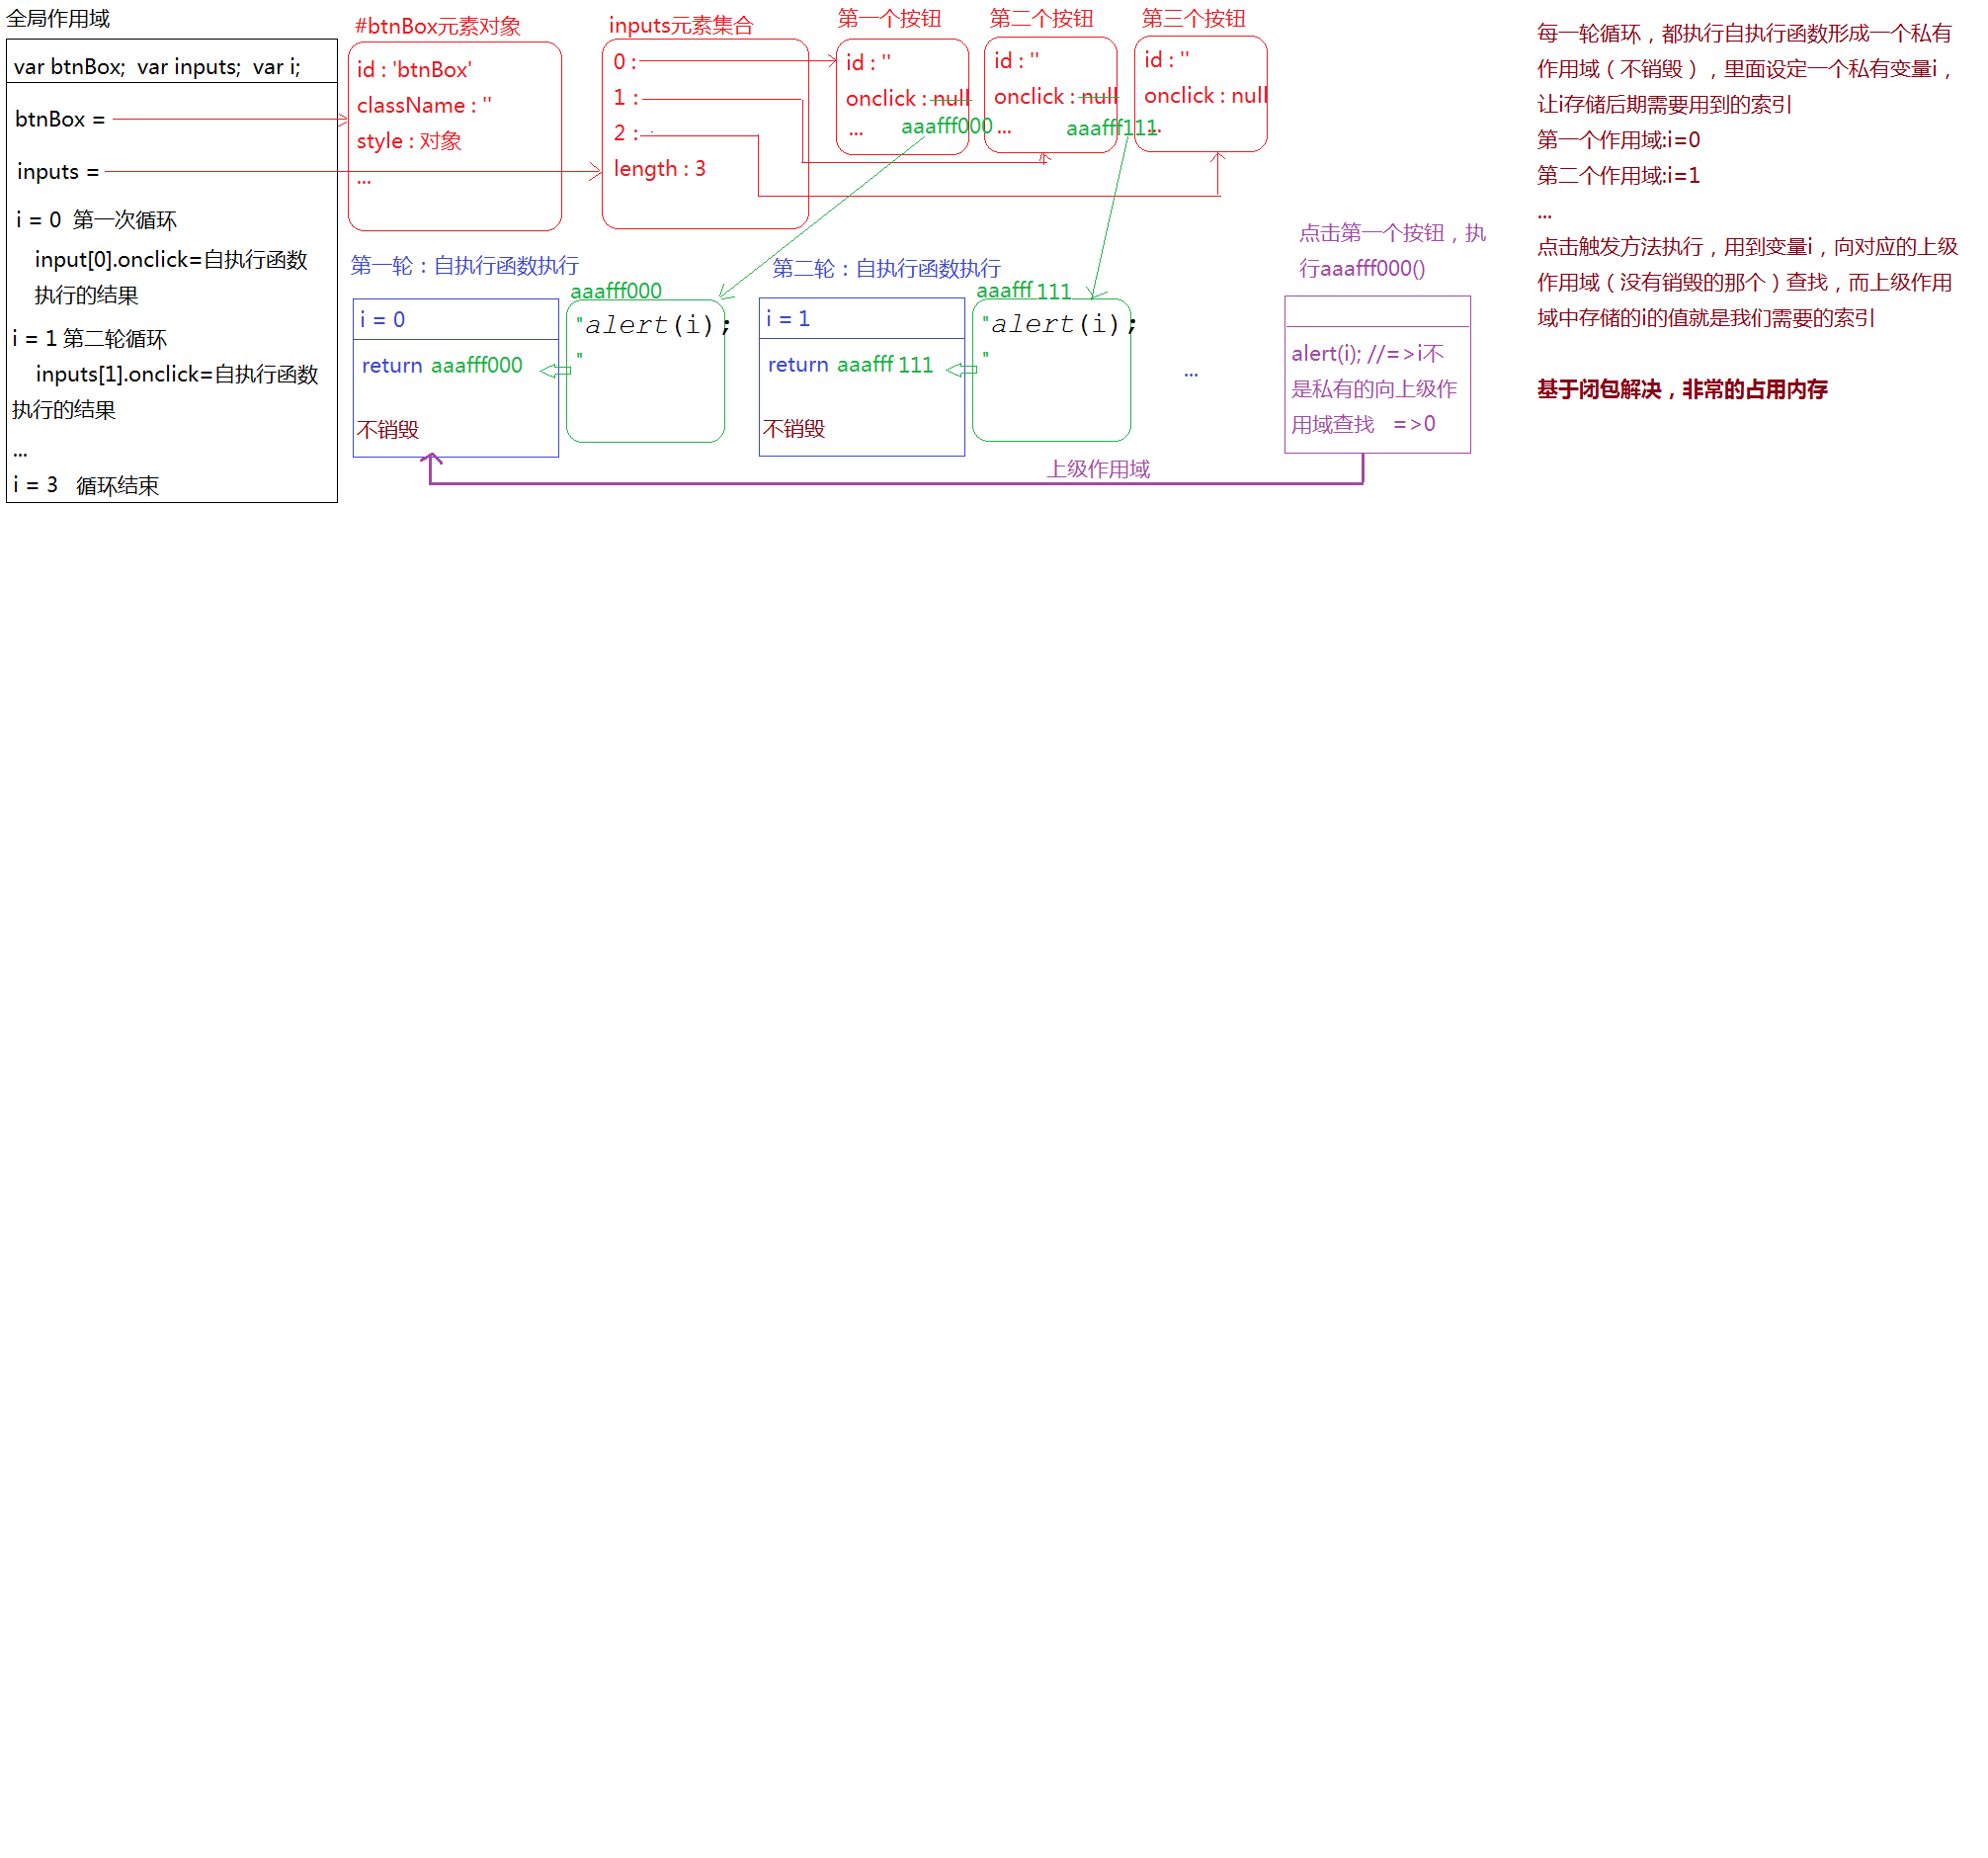 全局作用域
var btnBox;  var inputs;  var i;
btnBox =
inputs =
i = 0  第一次循环
input[0].onclick=自执行函数
执行的结果
i = 1 第二轮循环
inputs[1].onclick=自执行函数
执行的结果
...
i = 3   循环结束
#btnBox元素对象
id : 'btnBox'
className : ''
style : 对象
...
inputs元素集合
0 :
1 :
2 :
length : 3
第一个按钮
id : ''
onclick : null
... aaafff000
第二个按钮
id : ''
onclick : null
... aaafff111
第三个按钮
id : ''
onclick : null
...
第一轮：自执行函数执行
i = 0
return aaafff000
不销毁
aaafff000
"alert(i);
"
第二轮：自执行函数执行
i = 1
return aaafff 111
不销毁
aaafff 111
"alert(i);
"
...
点击第一个按钮，执
行aaafff000()
alert(i); //=>i不
是私有的向上级作
用域查找   =>0
上级作用域
每一轮循环，都执行自执行函数形成一个私有
作用域（不销毁），里面设定一个私有变量i，
让i存储后期需要用到的索引
第一个作用域:i=0
第二个作用域:i=1
...
点击触发方法执行，用到变量i，向对应的上级
作用域（没有销毁的那个）查找，而上级作用
域中存储的i的值就是我们需要的索引
基于闭包解决，非常的占用内存